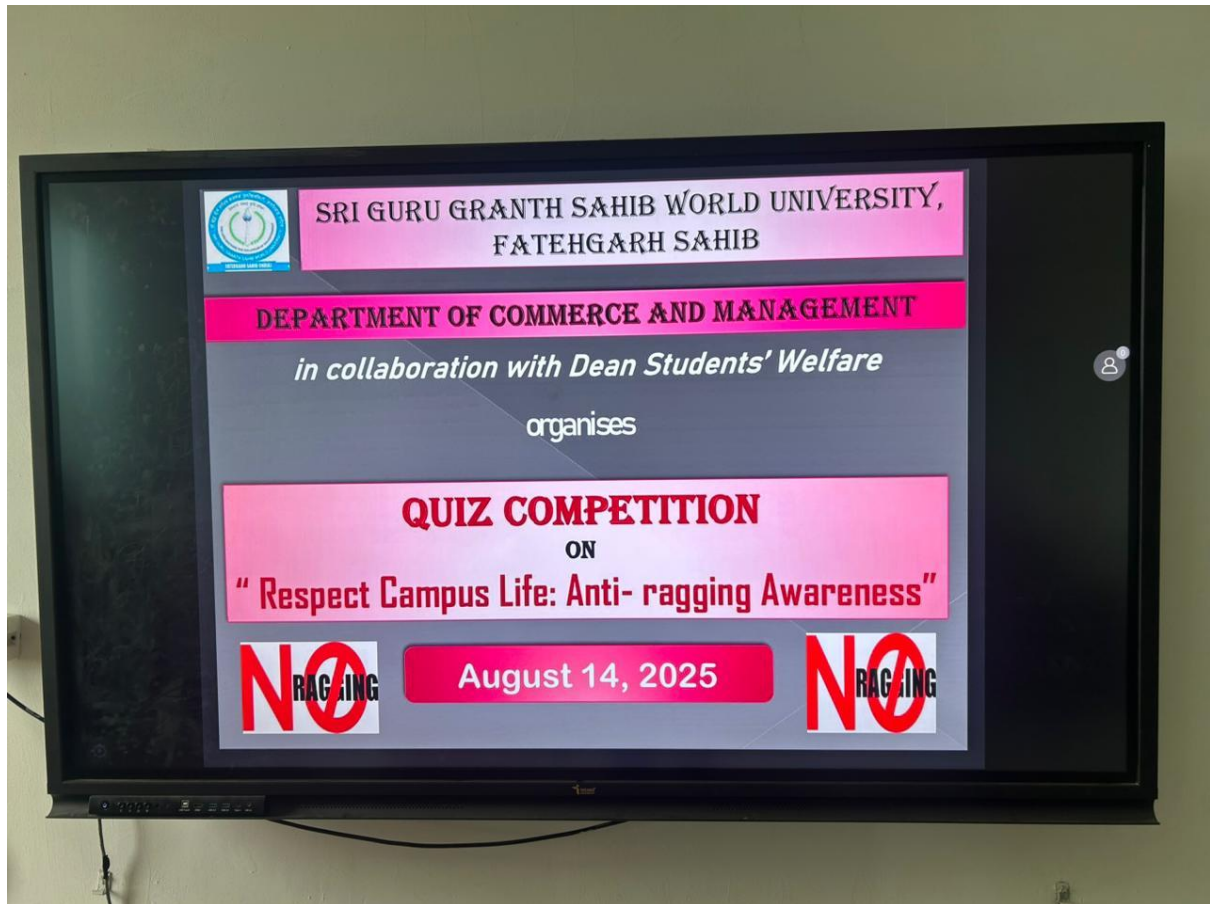 SRI GURU GRANTH SAHIB WORLD UNIVERSITY,
FATEHGARH SAHIB
DEPARTMENT OF COMMERCE AND MANAGEMENT
in collaboration with Dean Students' Welfare
organises
QUIZ COMPETITION
ON
“ Respect Campus Life: Anti- ragging Awareness”
NO RAGGING
August 14, 2025
NO RAGGING
0